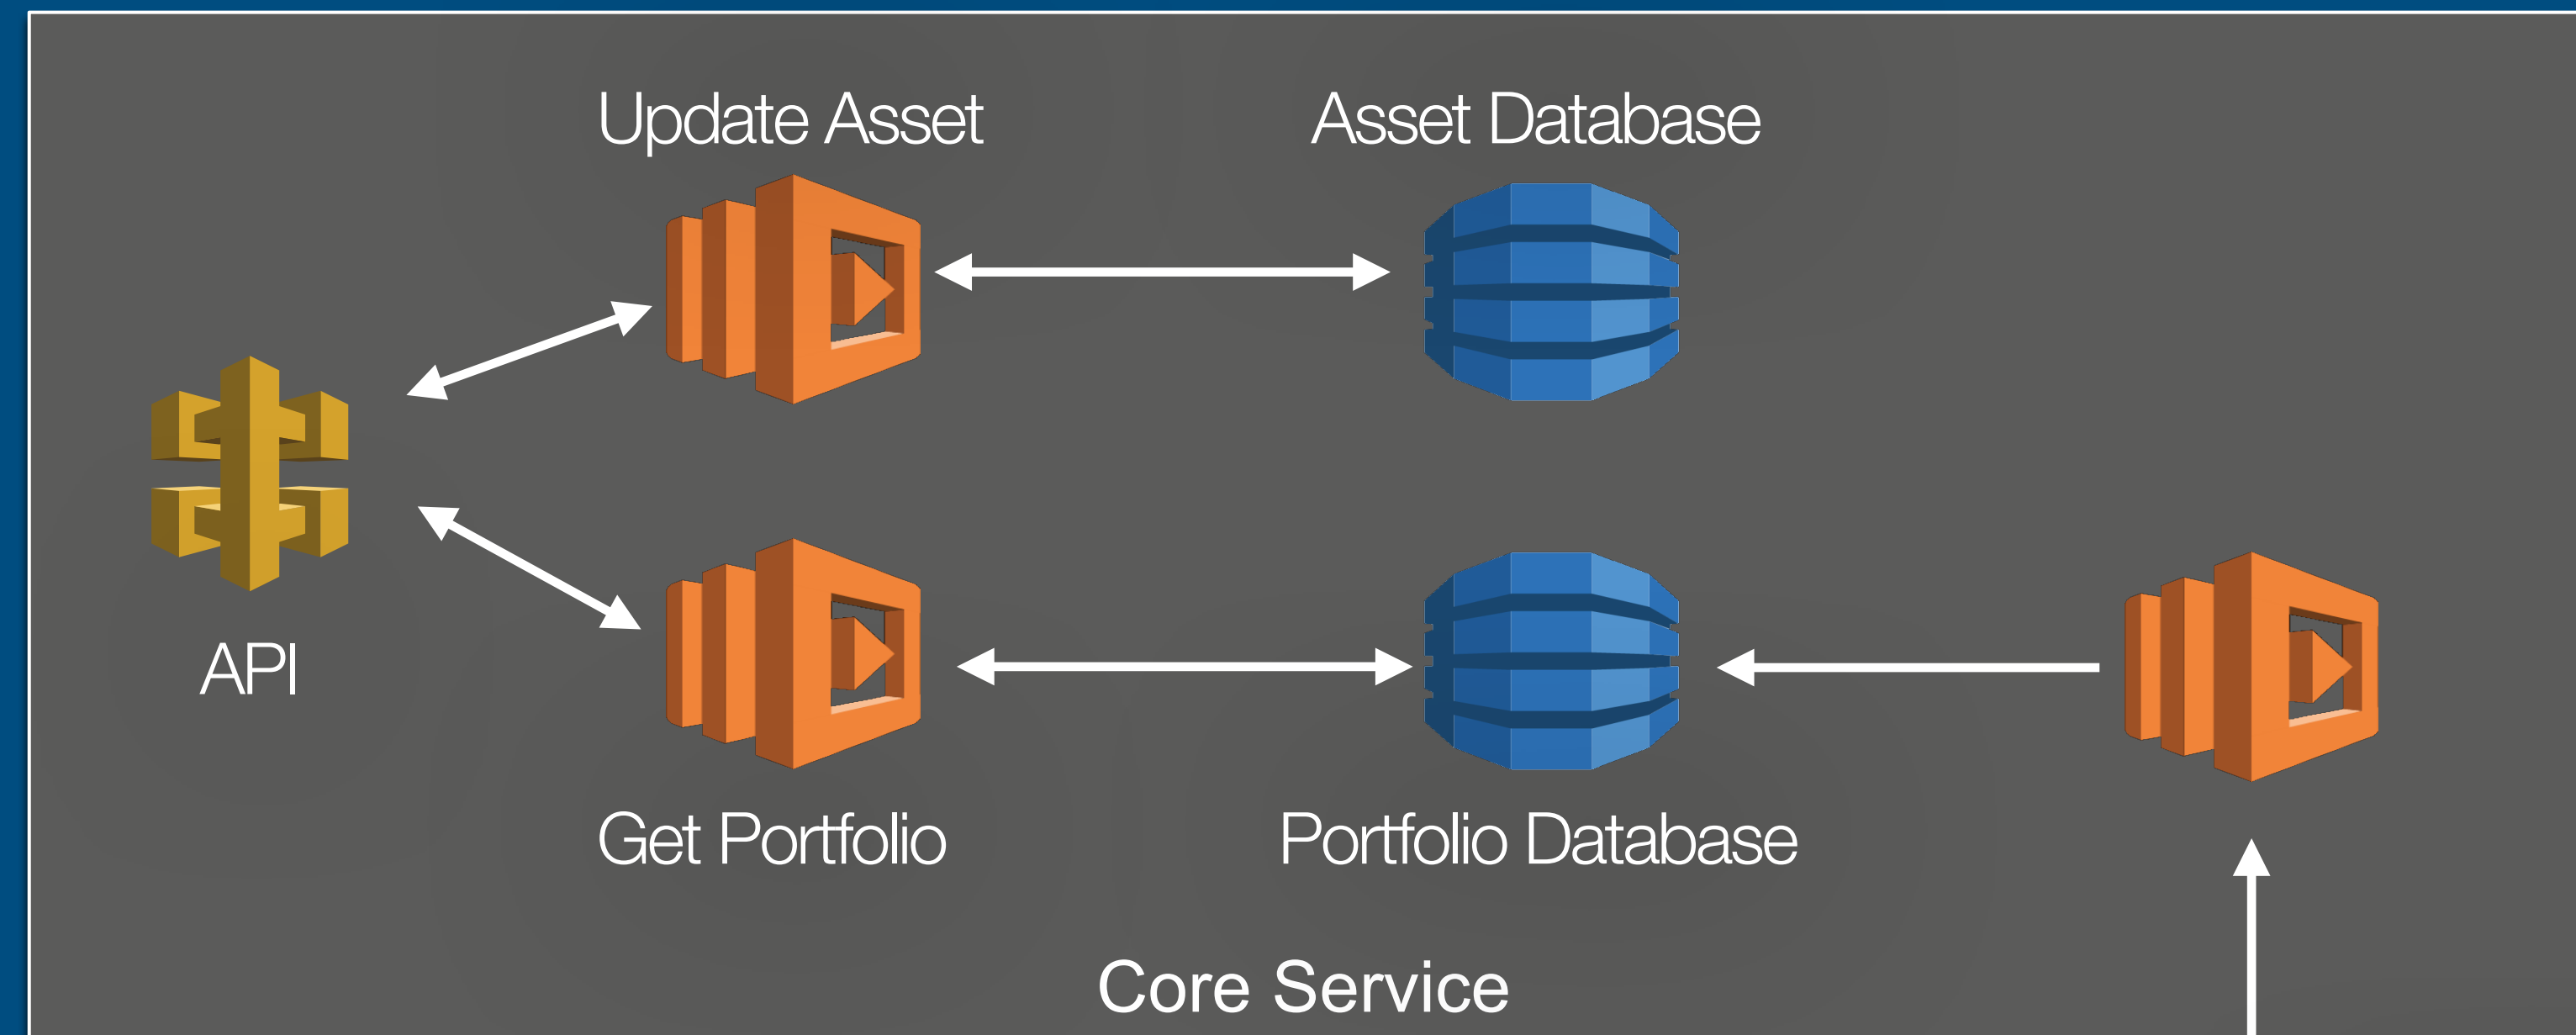 Update Asset
Asset Database
API
Get Portfolio
Portfolio Database
Core Service